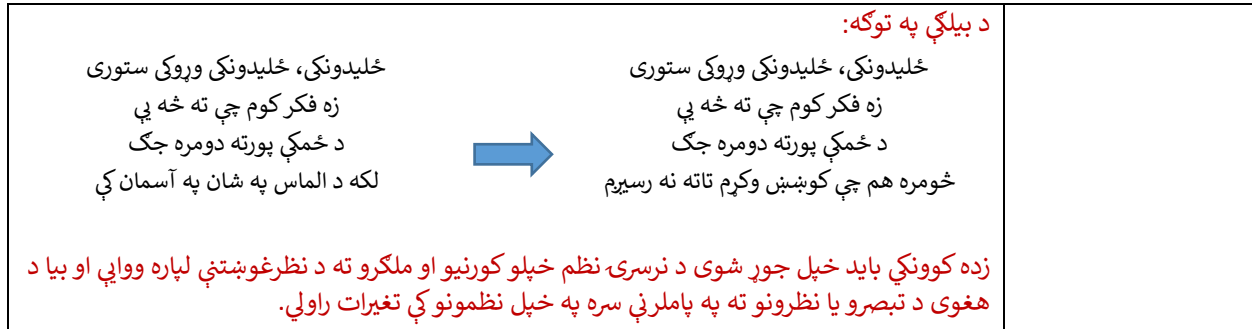 د بیلګې په توګه:
ځلیدونکی، ځلیدونکی وړوکی ستوری
زه فکر کوم چې ته څه یې
د ځمکې پورته دومره جګ
څومره هم چې کوښښ وکړم تاته نه رسیږم
ځلیدونکی، ځلیدونکی وړوکی ستوری
زه فکر کوم چې ته څه یې
د ځمکې پورته دومره جګ
لکه د الماس په شان په آسمان کې
زده کوونکي باید خپل جوړ شوی د نرسرۍ نظم خپلو کورنیو او ملګرو ته د نظرغوښتنې لپاره ووایې او بیا د
هغوی د تبصرو یا نظرونو ته په پاملرنې سره په خپل نظمونو کې تغیرات راولي.